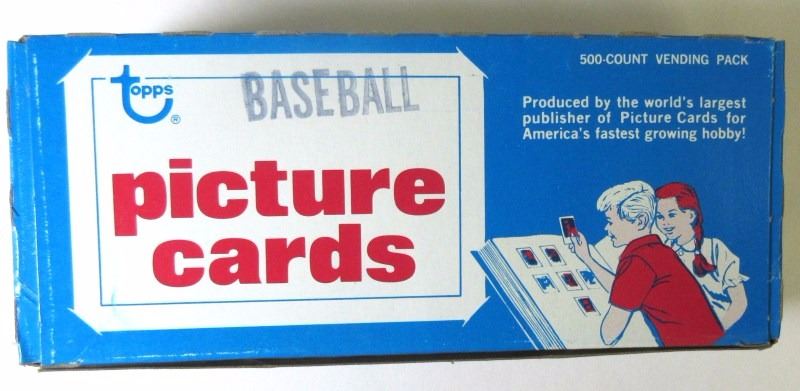 topps ®
BASEBALL
picture
cards
500-COUNT VENDING PACK
Produced by the world's largest
publisher of Picture Cards for
America's fastest growing hobby!